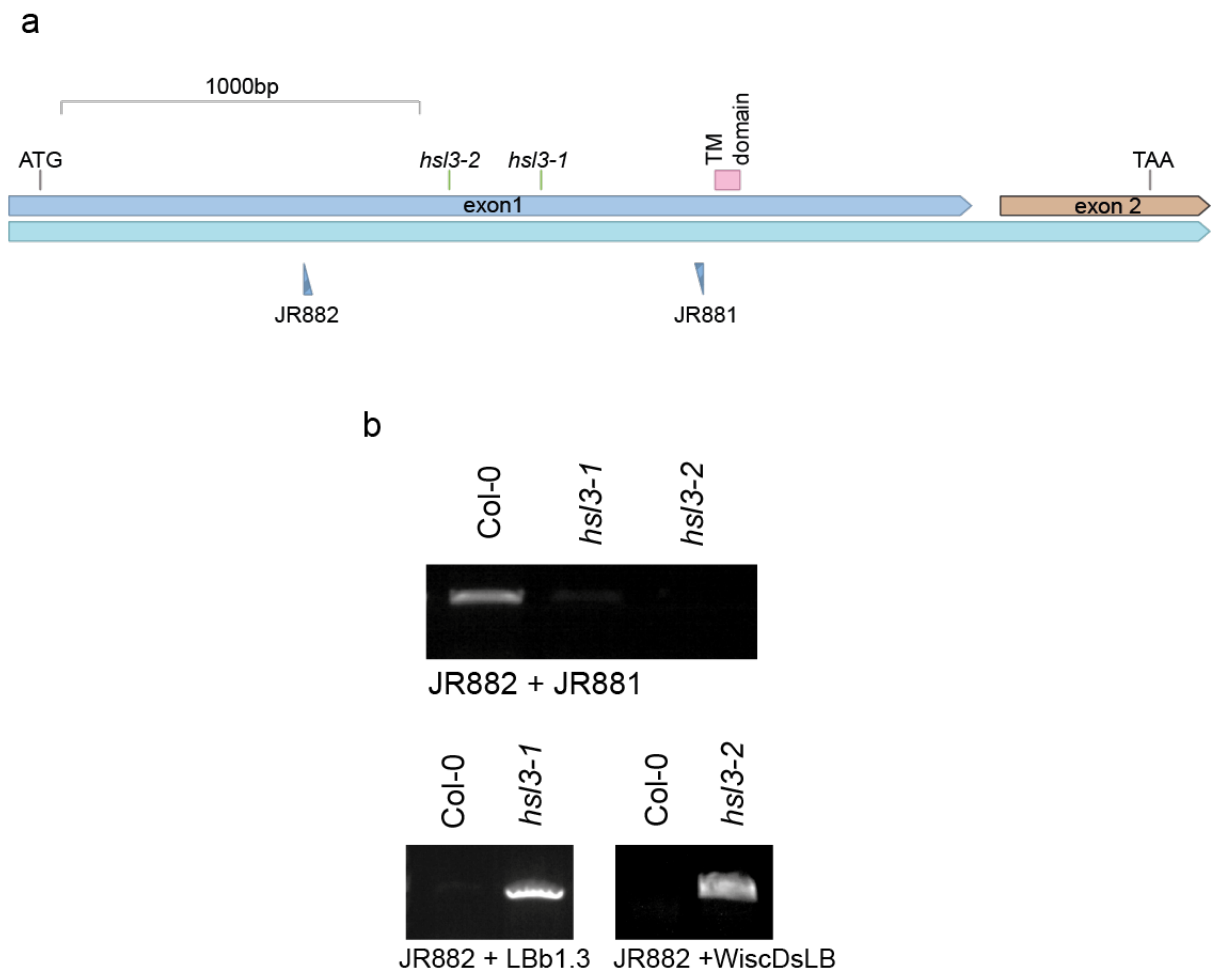 a
1000bp
ATG
hsl3-2
hsl3-1
TM
domain
TAA
exon1
exon 2
JR882
JR881
b
Col-0
hsl3-1
hsl3-2
JR882 + JR881
Col-0
hsl3-1
Col-0
hsl3-2
JR882 + LBb1.3
JR882 +WiscDsLB